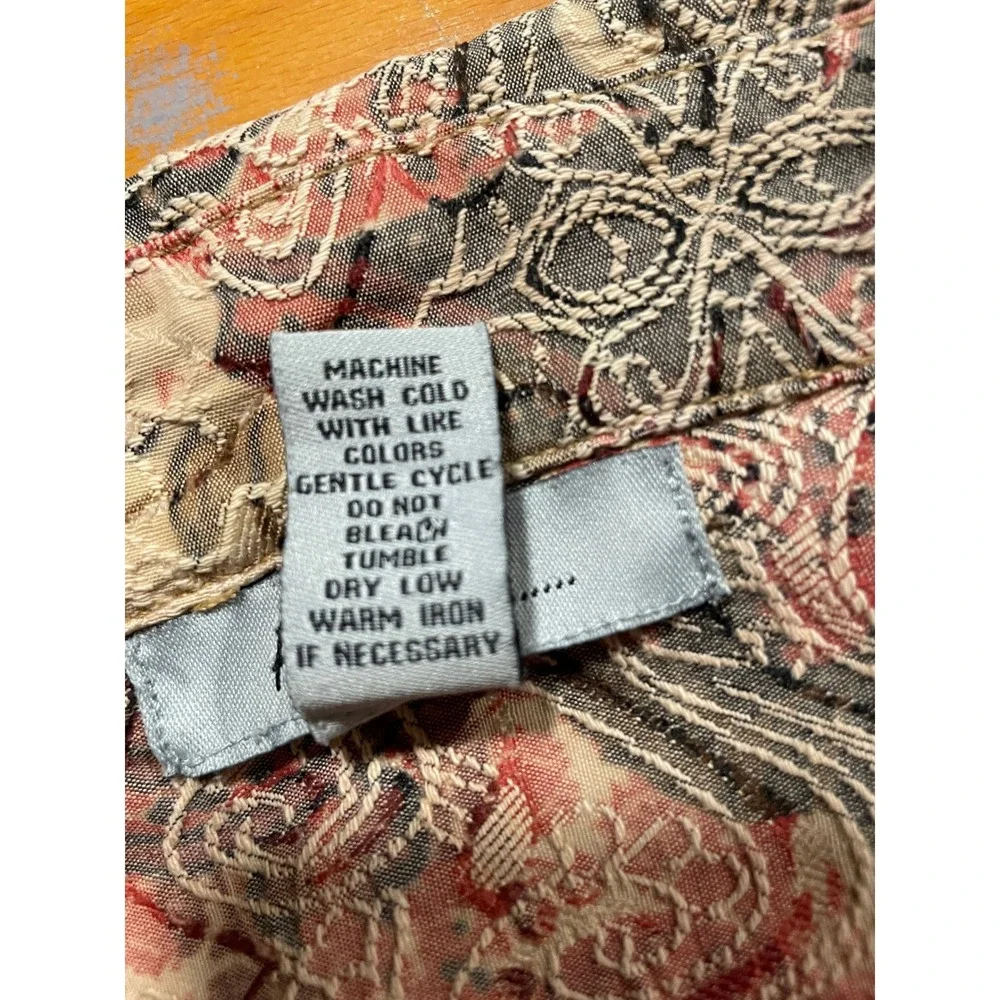 MACHINE
WASH COLD
WITH LIKE
COLORS
GENTLE CYCLE
DO NOT
BLEACH
TUMBLE
DRY LOW
WARM IRON
IF NECESSARY